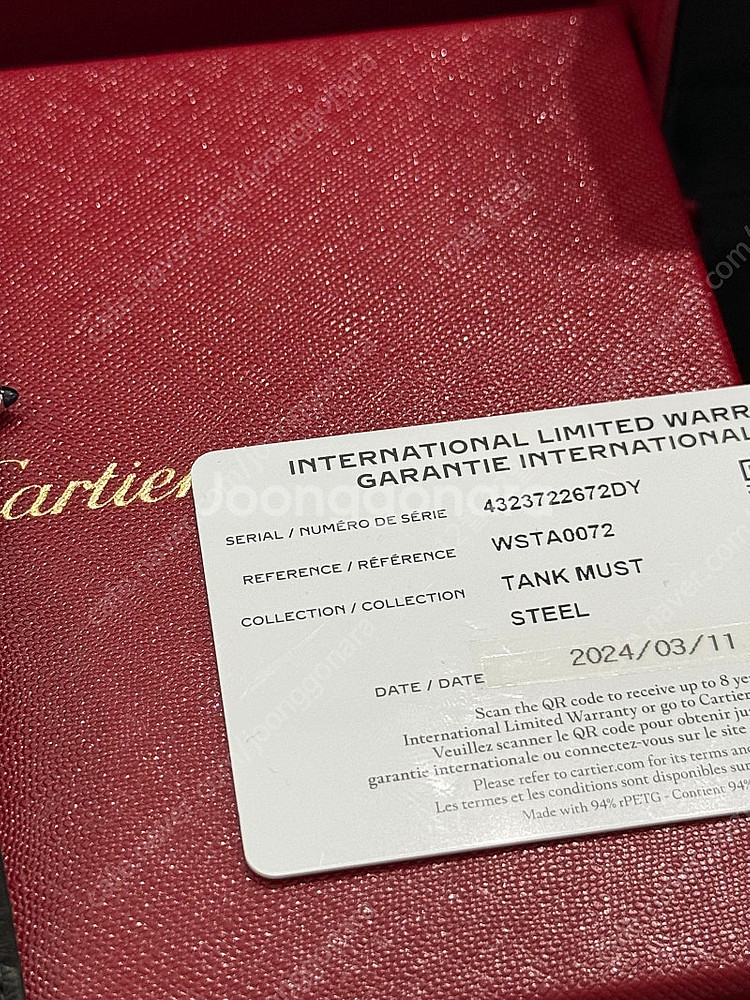 Cartier
INTERNATIONAL LIMITED
GARANTIE INTERNATIONAL
SERIAL / NUMÉRO DE SÉRIE 4323722672DY
REFERENCE / RÉFÉRENCE WSTA0072
COLLECTION / COLLECTION TANK MUST
STEEL
DATE / DATE 2024/03/11
Scan the QR code to receive up to 8
International Limited Warranty or go to Cartier
Veuillez scanner le QR code pour obtenir
garantie internationale ou connectez-vous sur le site
Please refer to cartier.com for its terms and
Les termes et les conditions sont disponibles sur
Made with 94% rPETG - Contient 94%
Joonggonara